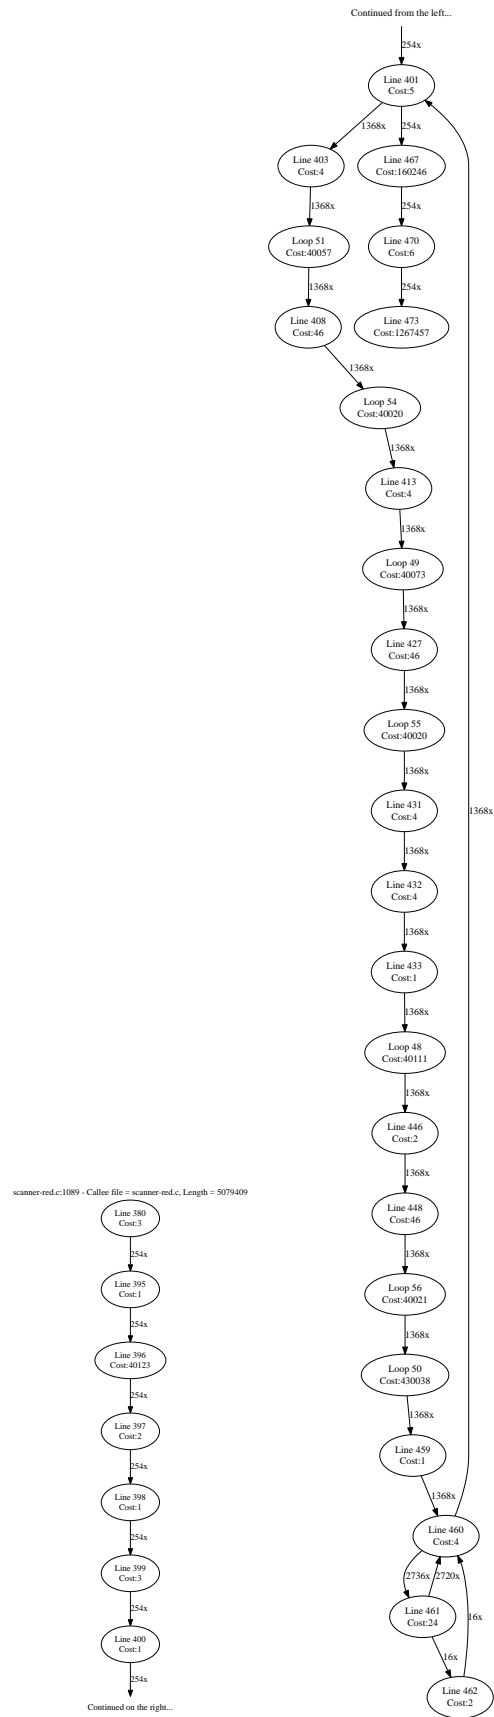 scanner-red.c:1089 - Callee file = scanner-red.c, Length = 5079409
Line 380
Cost:3
254x
Line 395
Cost:1
254x
Line 396
Cost:40123
254x
Line 397
Cost:2
254x
Line 398
Cost:1
254x
Line 399
Cost:3
254x
Line 400
Cost:1
254x
Continued on the right...
Continued from the left...
254x
Line 401
Cost:5
1368x
254x
Line 403
Cost:4
Line 467
Cost:160246
1368x
254x
Loop 51
Cost:40057
Line 470
Cost:6
1368x
254x
Line 408
Cost:46
Line 473
Cost:1267457
1368x
Loop 54
Cost:40020
1368x
Line 413
Cost:4
1368x
Loop 49
Cost:40073
1368x
Line 427
Cost:46
1368x
Loop 55
Cost:40020
1368x
Line 431
Cost:4
1368x
1368x
Line 432
Cost:4
1368x
Line 433
Cost:1
1368x
Loop 48
Cost:40111
1368x
Line 446
Cost:2
1368x
Line 448
Cost:46
1368x
Loop 56
Cost:40021
1368x
Loop 50
Cost:430038
1368x
Line 459
Cost:1
1368x
Line 460
Cost:4
2736x
2720x
Line 461
Cost:24
16x
16x
Line 462
Cost:2